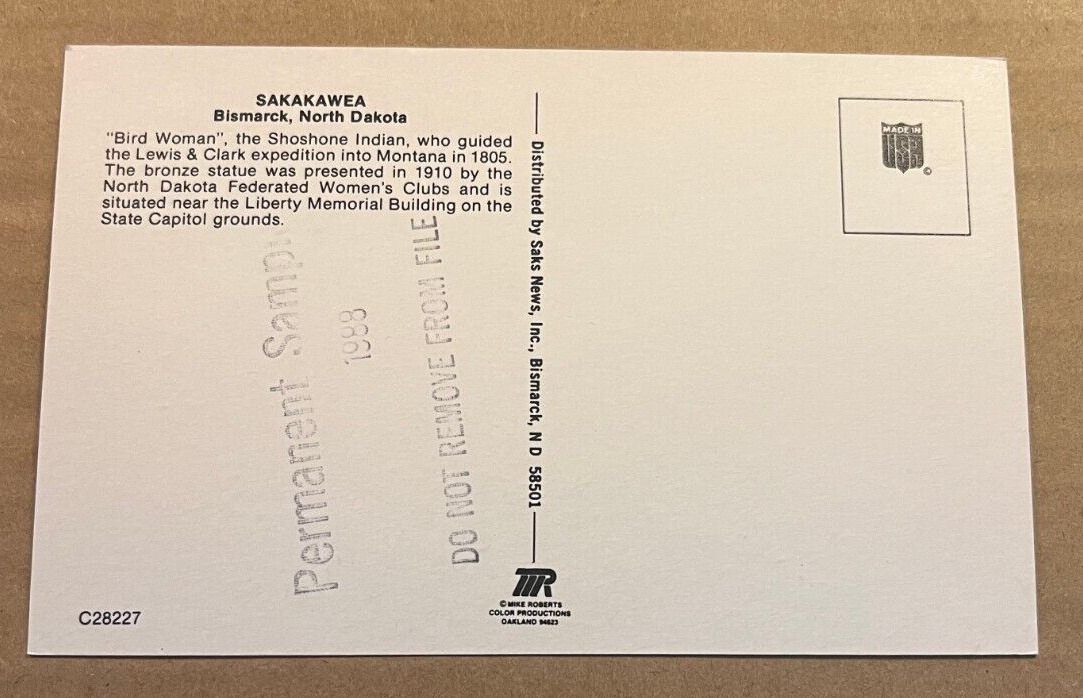 SAKAKAWEA
Bismarck, North Dakota
"Bird Woman", the Shoshone Indian, who guided
the Lewis & Clark expedition into Montana in 1805.
The bronze statue was presented in 1910 by the
North Dakota Federated Women's Clubs and is
situated near the Liberty Memorial Building on the
State Capitol grounds.
Permanent
1988
DO NOT REMOVE FROM FILE
C28227
Distributed by Saks News, Inc., Bismarck, N D 58501
MR
© MIKE ROBERTS
COLOR PRODUCTIONS
OAKLAND 94623
MADE IN
USA
©